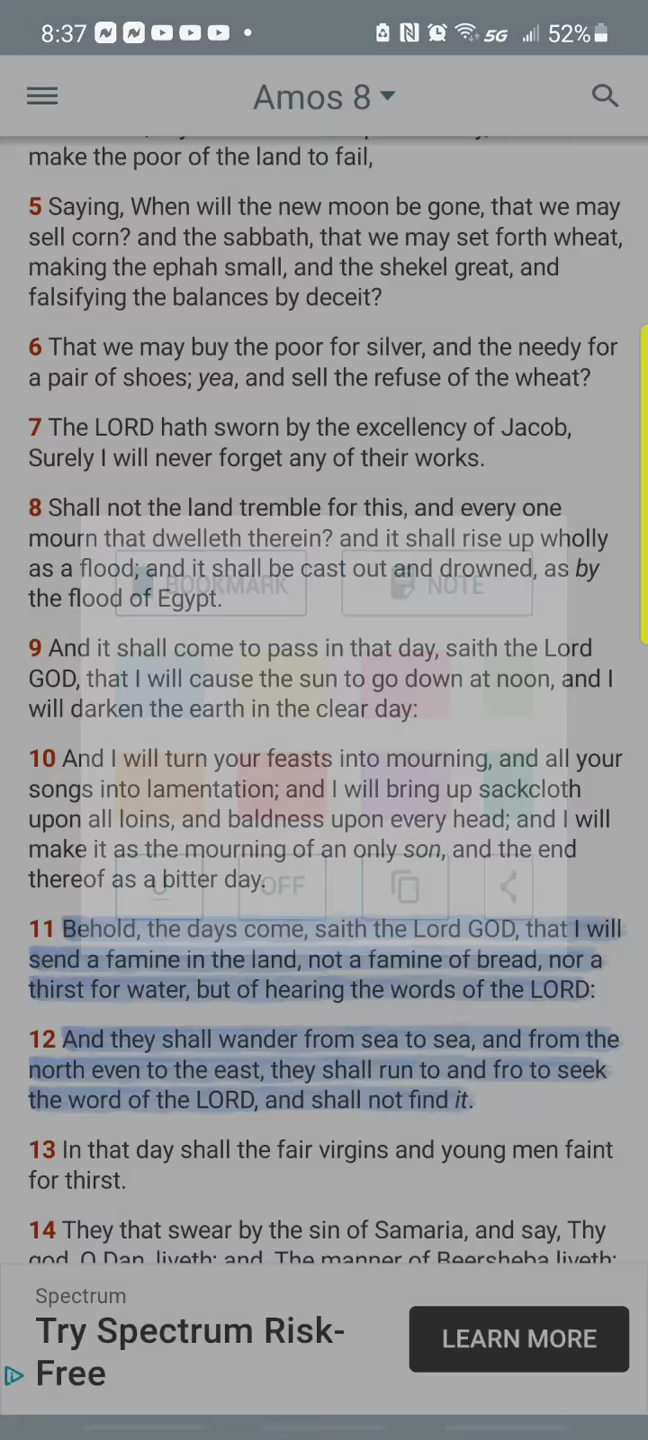 8:37 5G 52%
Amos 8
make the poor of the land to fail,
5 Saying, When will the new moon be gone, that we may
sell corn? and the sabbath, that we may set forth wheat,
making the ephah small, and the shekel great, and
falsifying the balances by deceit?
6 That we may buy the poor for silver, and the needy for
a pair of shoes; yea, and sell the refuse of the wheat?
7 The LORD hath sworn by the excellency of Jacob,
Surely I will never forget any of their works.
8 Shall not the land tremble for this, and every one
mourn that dwelleth therein? and it shall rise up wholly
as a flood; and it shall be cast out and drowned, as by
the flood of Egypt.
BOOKMARK NOTE
9 And it shall come to pass in that day, saith the Lord
GOD, that I will cause the sun to go down at noon, and I
will darken the earth in the clear day:
10 And I will turn your feasts into mourning, and all your
songs into lamentation; and I will bring up sackcloth
upon all loins, and baldness upon every head; and I will
make it as the mourning of an only son, and the end
thereof as a bitter day.
U OFF
11 Behold, the days come, saith the Lord GOD, that I will
send a famine in the land, not a famine of bread, nor a
thirst for water, but of hearing the words of the LORD:
12 And they shall wander from sea to sea, and from the
north even to the east, they shall run to and fro to seek
the word of the LORD, and shall not find it.
13 In that day shall the fair virgins and young men faint
for thirst.
14 They that swear by the sin of Samaria, and say, Thy
god, O Dan, liveth; and, The manner of Beersheba liveth;
Spectrum
Try Spectrum Risk-
Free
LEARN MORE